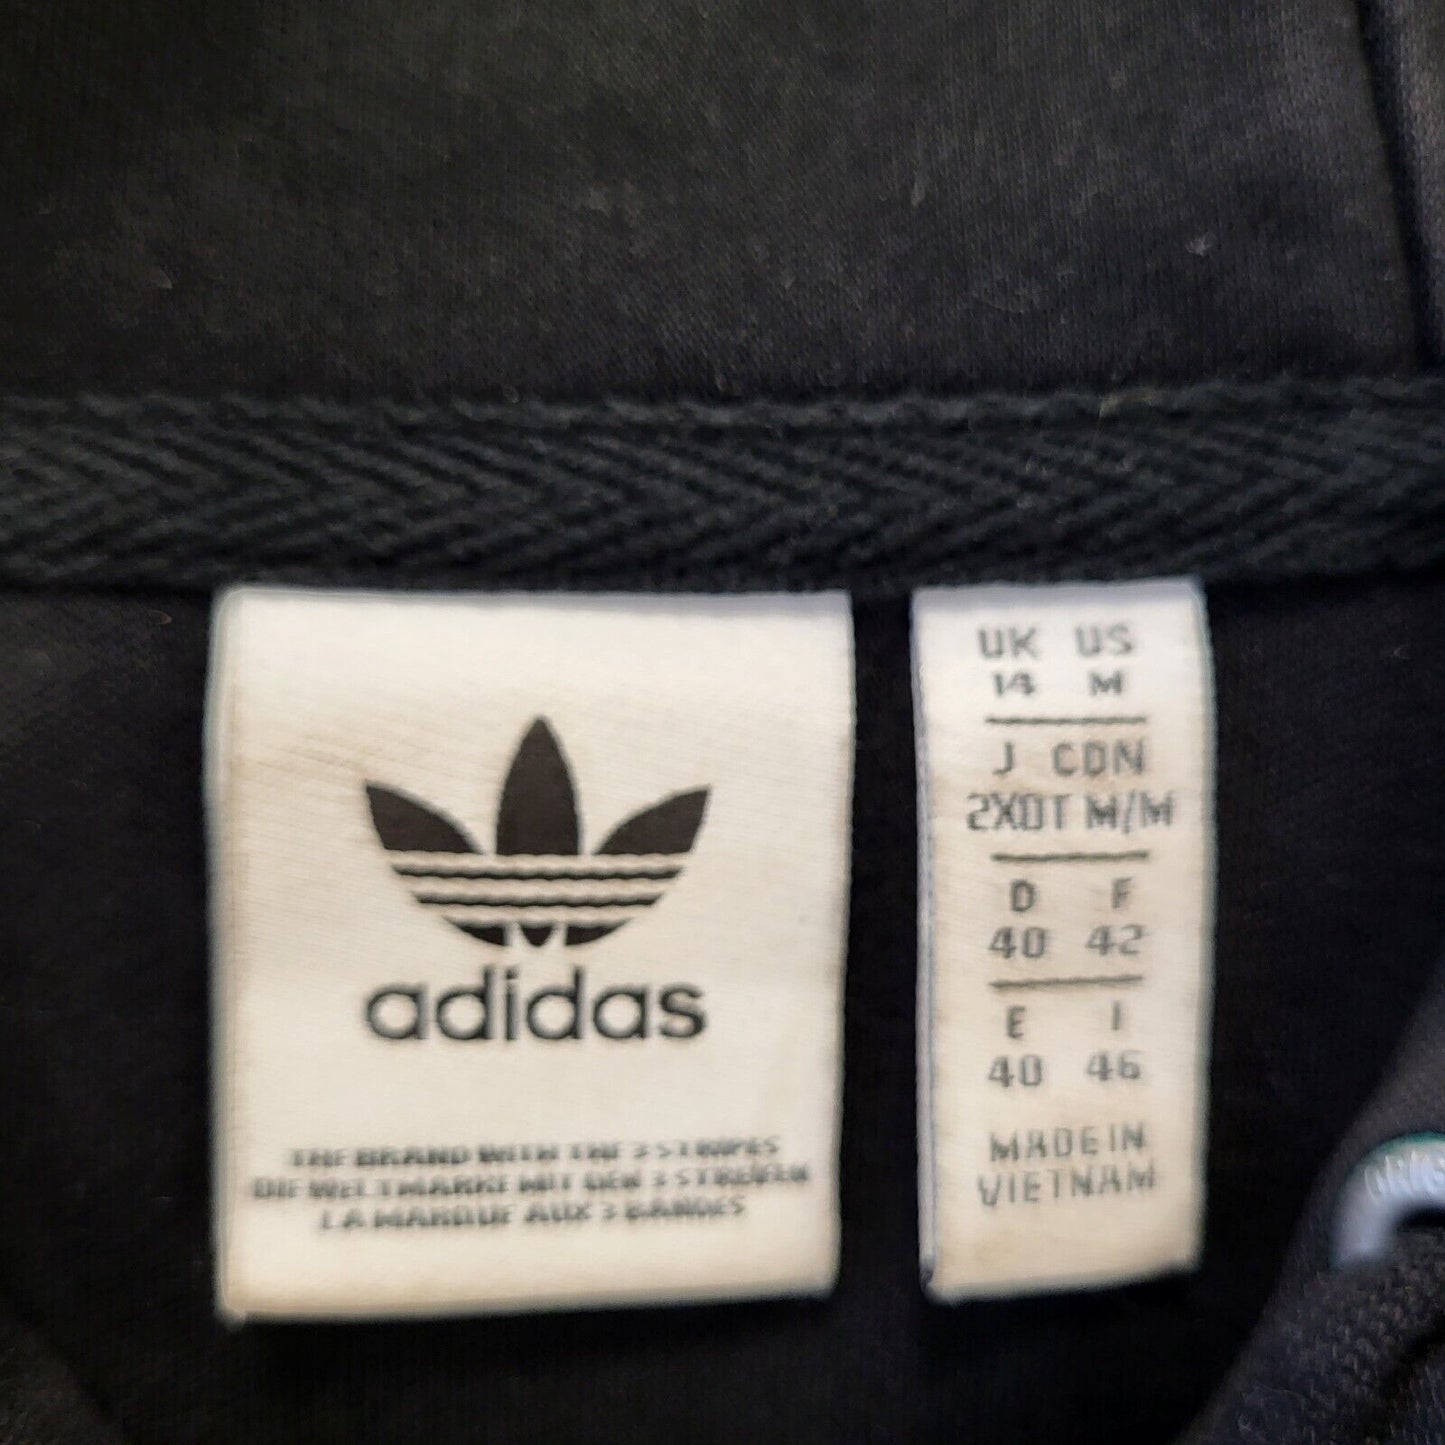 adidas
THE BRAND WITH THE 3 STRIPES
DIE WELTMARKE MIT DEN 3 STREIFEN
LA MARQUE AUX 3 BANDES
UK US
14 M
J CDN
2XOT M/M
D F
40 42
E I
40 46
MADE IN
VIETNAM